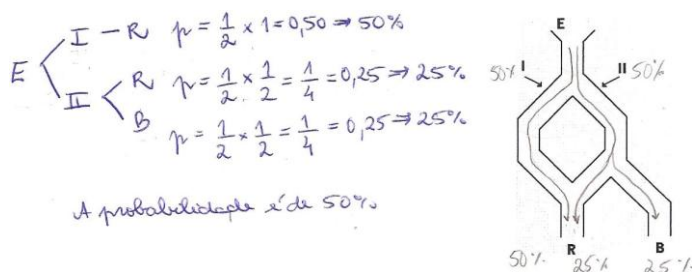 I — R p = 1/2 × 1 = 0,50 ⇒ 50%
E
II R p = 1/2 × 1/2 = 1/4 = 0,25 ⇒ 25%
B p = 1/2 × 1/2 = 1/4 = 0,25 ⇒ 25%
A probabilidade é de 50%.
E
50% I II 50%
R B
50% 25% 25%